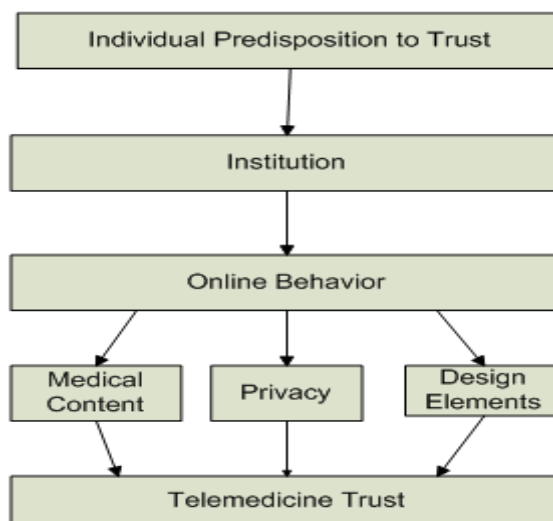 Individual Predisposition to Trust
Institution
Online Behavior
Medical
Content
Privacy
Design
Elements
Telemedicine Trust